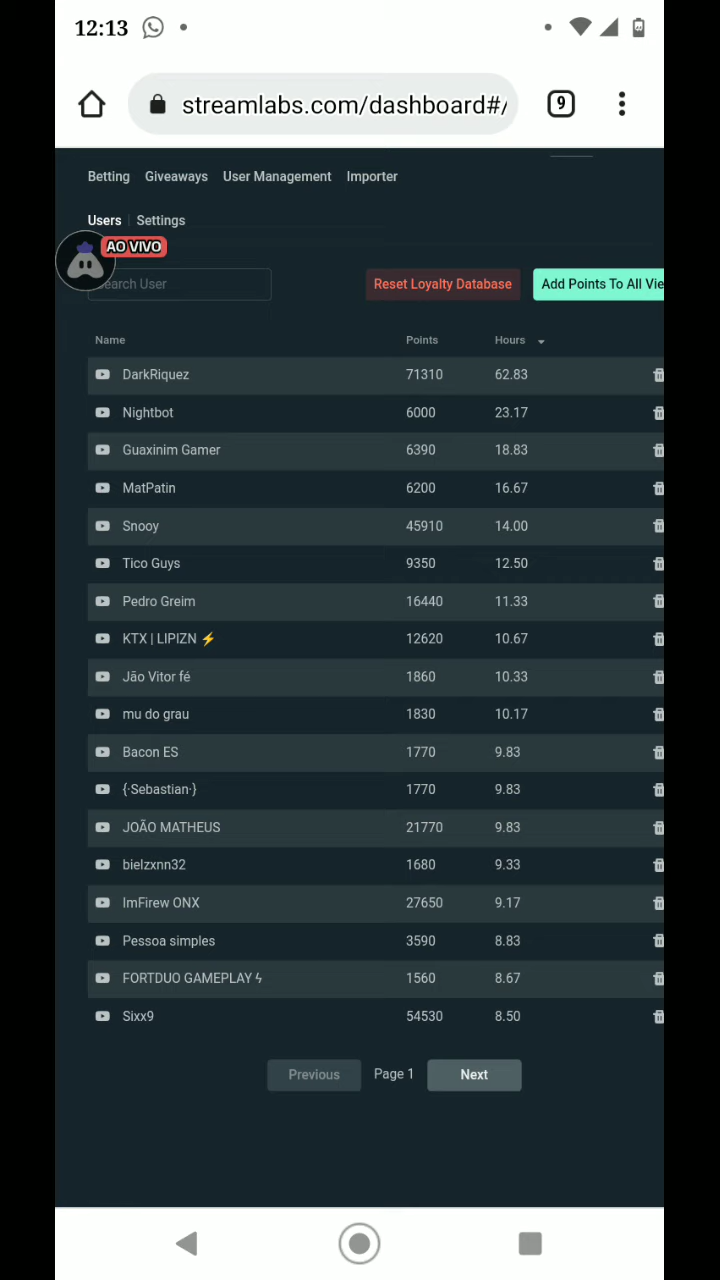 12:13
streamlabs.com/dashboard#/
9
Betting Giveaways User Management Importer
Users Settings
AO VIVO
Search User Reset Loyalty Database Add Points To All Vie
Name Points Hours
DarkRiquez 71310 62.83
Nightbot 6000 23.17
Guaxinim Gamer 6390 18.83
MatPatin 6200 16.67
Snooy 45910 14.00
Tico Guys 9350 12.50
Pedro Greim 16440 11.33
KTX | LIPIZN ⚡ 12620 10.67
Jão Vitor fé 1860 10.33
mu do grau 1830 10.17
Bacon ES 1770 9.83
{·Sebastian·} 1770 9.83
JOÃO MATHEUS 21770 9.83
bielzxnn32 1680 9.33
ImFirew ONX 27650 9.17
Pessoa simples 3590 8.83
FORTDUO GAMEPLAY ϟ 1560 8.67
Sixx9 54530 8.50
Previous Page 1 Next